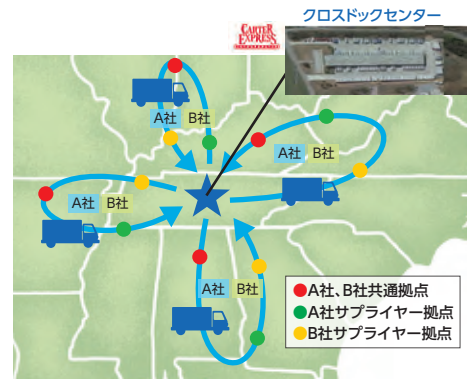 クロスドックセンター
CARTER
EXPRESS
A社 B社
A社 B社
A社 B社
A社 B社
A社、B社共通拠点
A社サプライヤー拠点
B社サプライヤー拠点